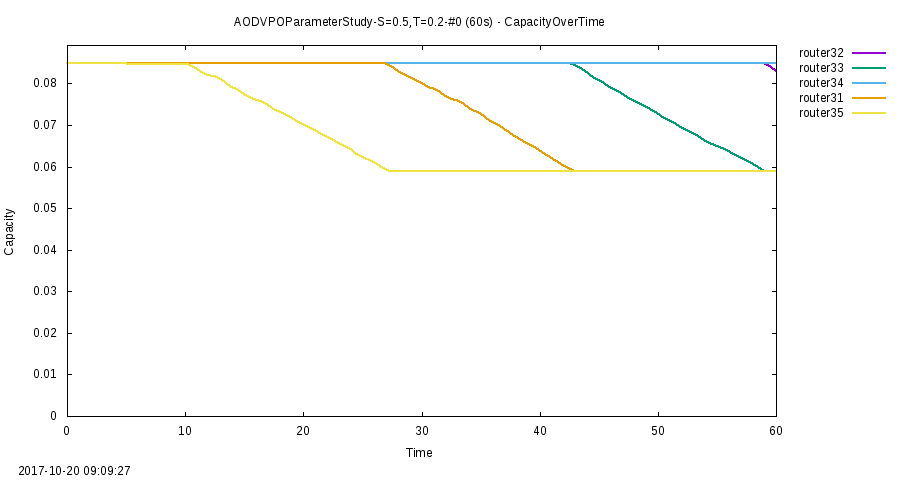 AODVPOParameterStudy-S=0.5,T=0.2-#0 (60s) - CapacityOverTime
router32
router33
router34
router31
router35
0.08
0.07
0.06
0.05
0.04
0.03
0.02
0.01
0
Capacity
0 10 20 30 40 50 60
Time
2017-10-20 09:09:27